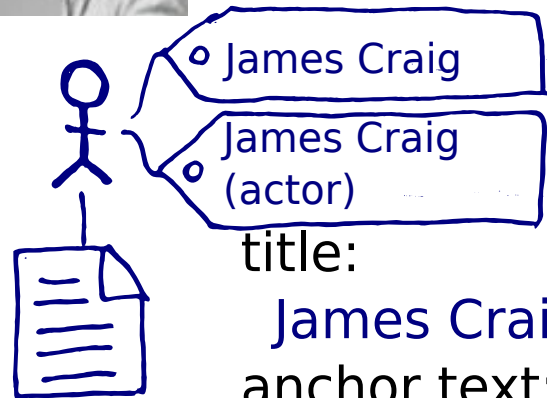 James Craig
James Craig
(actor)
title:
James Crai
anchor text: